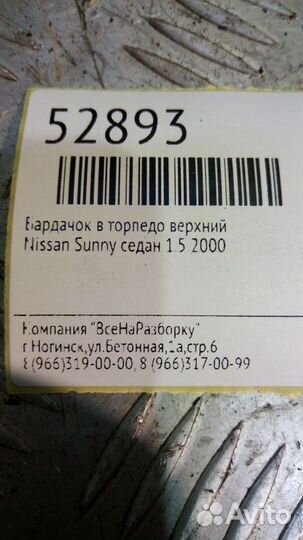 52893
Бардачок в торпедо верхний
Nissan Sunny седан 1.5 2000
Компания "ВсеНаРазборку"
г Ногинск,ул.Бетонная,1а,стр.6
8 (966)319-00-00, 8 (966)317-00-99
Avito